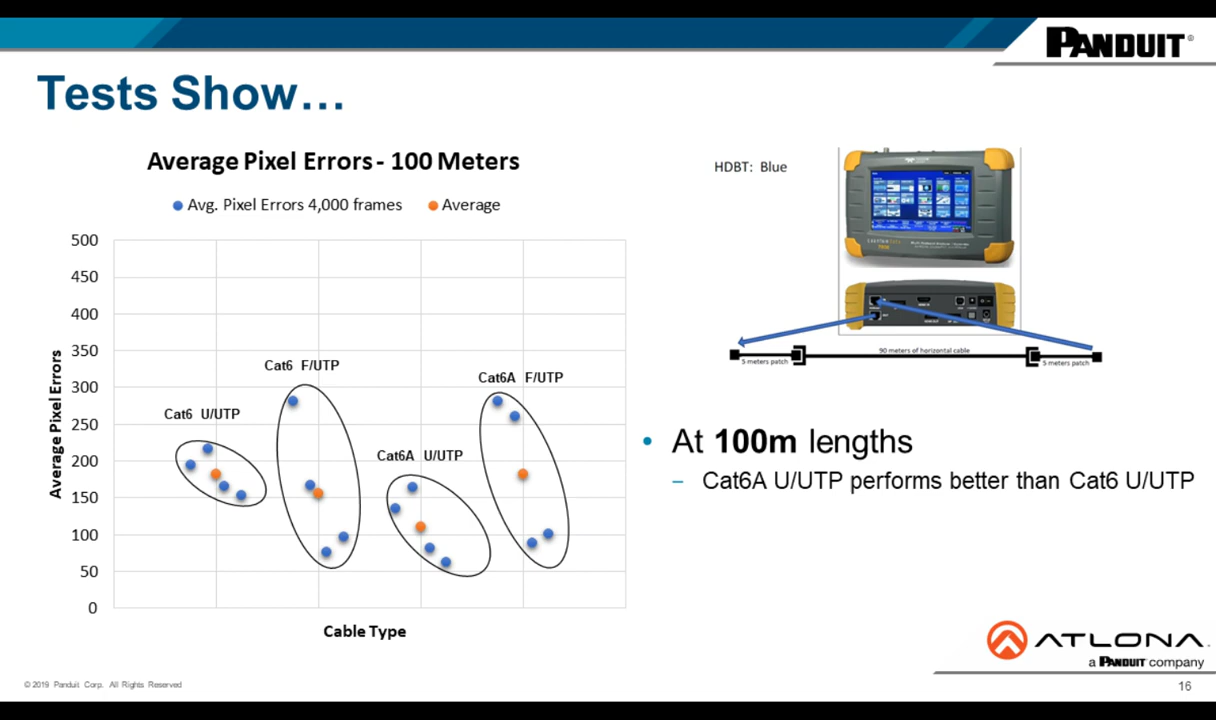 PANDUIT®
Tests Show...
Average Pixel Errors - 100 Meters
Avg. Pixel Errors 4,000 frames
Average
500
450
400
350
300
250
200
150
100
50
0
Average Pixel Errors
Cable Type
Cat6 U/UTP
Cat6 F/UTP
Cat6A U/UTP
Cat6A F/UTP
HDBT: Blue
5 meters patch
90 meters of horizontal cable
5 meters patch
• At 100m lengths
– Cat6A U/UTP performs better than Cat6 U/UTP
ATLONA.
a PANDUIT company
© 2019 Panduit Corp. All Rights Reserved
16